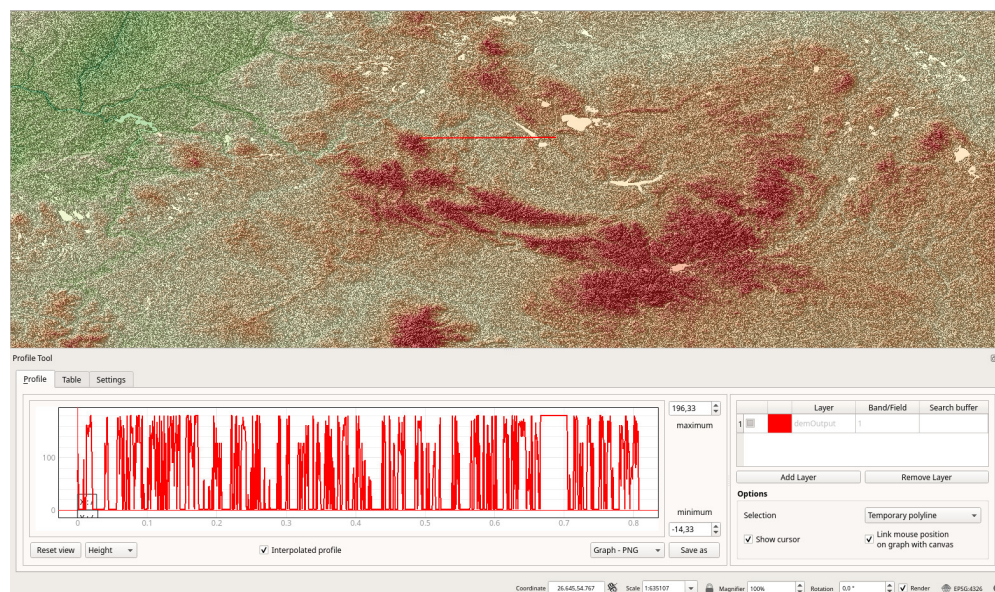 Profile Tool
Profile Table Settings
196,33
maximum
100
0
X:
0 0.1 0.2 0.3 0.4 0.5 0.6 0.7 0.8
minimum
-14,33
Reset view Height Interpolated profile Graph - PNG Save as
Layer Band/Field Search buffer
1 demOutput 1
Add Layer Remove Layer
Options
Selection Temporary polyline
Show cursor Link mouse position
on graph with canvas
Coordinate 26.645,54.767 Scale 1:635107 Magnifier 100% Rotation 0,0 ° Render EPSG:4326